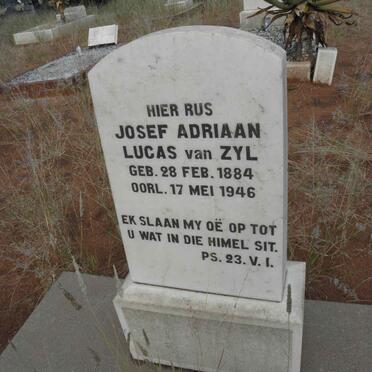 HIER RUS
JOSEF ADRIAAN
LUCAS van ZYL
GEB. 28 FEB. 1884
OORL. 17 MEI 1946
EK SLAAN MY OË OP TOT
U WAT IN DIE HIMEL SIT.
PS. 23. V. I.